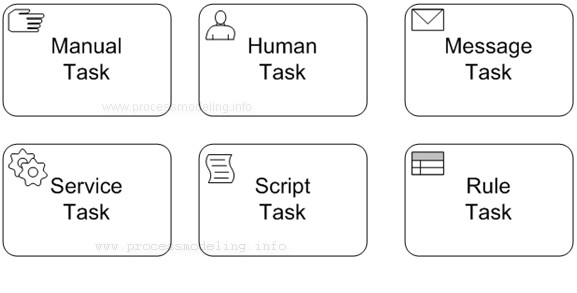 Manual
Task
Human
Task
Message
Task
www.processmodeling.info
Service
Task
Script
Task
Rule
Task
www.processmodeling.info